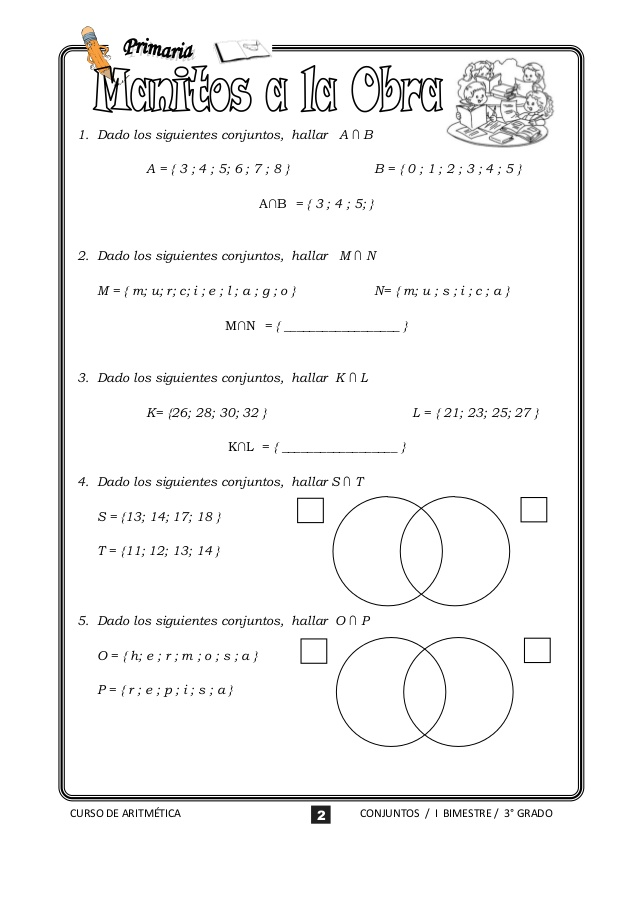 Primaria
Manitos a la Obra
1. Dado los siguientes conjuntos, hallar A ∩ B
A = { 3 ; 4 ; 5; 6 ; 7 ; 8 } B = { 0 ; 1 ; 2 ; 3 ; 4 ; 5 }
A∩B = { 3 ; 4 ; 5; }
2. Dado los siguientes conjuntos, hallar M ∩ N
M = { m; u; r; c; i ; e ; l ; a ; g ; o } N= { m; u ; s ; i ; c ; a }
M∩N = { __________________ }
3. Dado los siguientes conjuntos, hallar K ∩ L
K= {26; 28; 30; 32 } L = { 21; 23; 25; 27 }
K∩L = { __________________ }
4. Dado los siguientes conjuntos, hallar S ∩ T
S = {13; 14; 17; 18 }
T = {11; 12; 13; 14 }
5. Dado los siguientes conjuntos, hallar O ∩ P
O = { h; e ; r ; m ; o ; s ; a }
P = { r ; e ; p ; i ; s ; a }
CURSO DE ARITMÉTICA 2 CONJUNTOS / I BIMESTRE / 3° GRADO